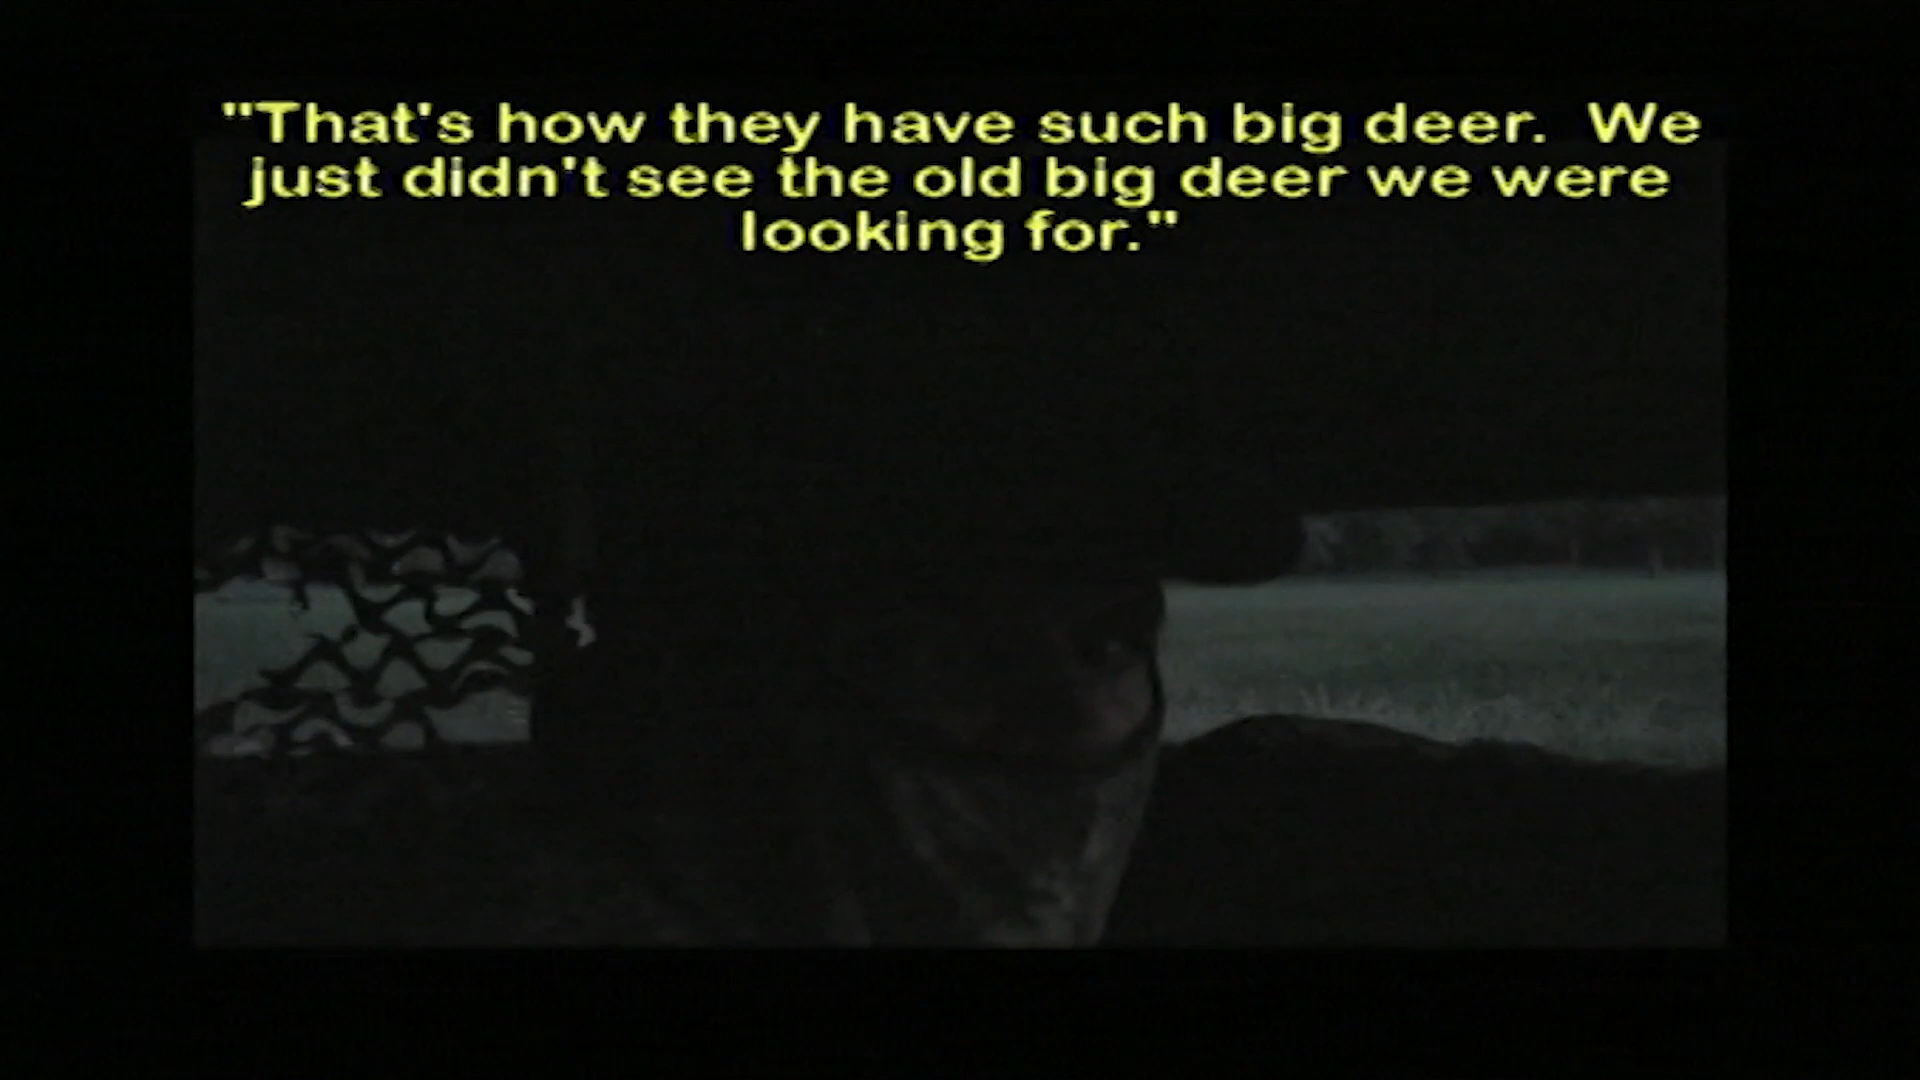 "That's how they have such big deer.  We
just didn't see the old big deer we were
looking for."